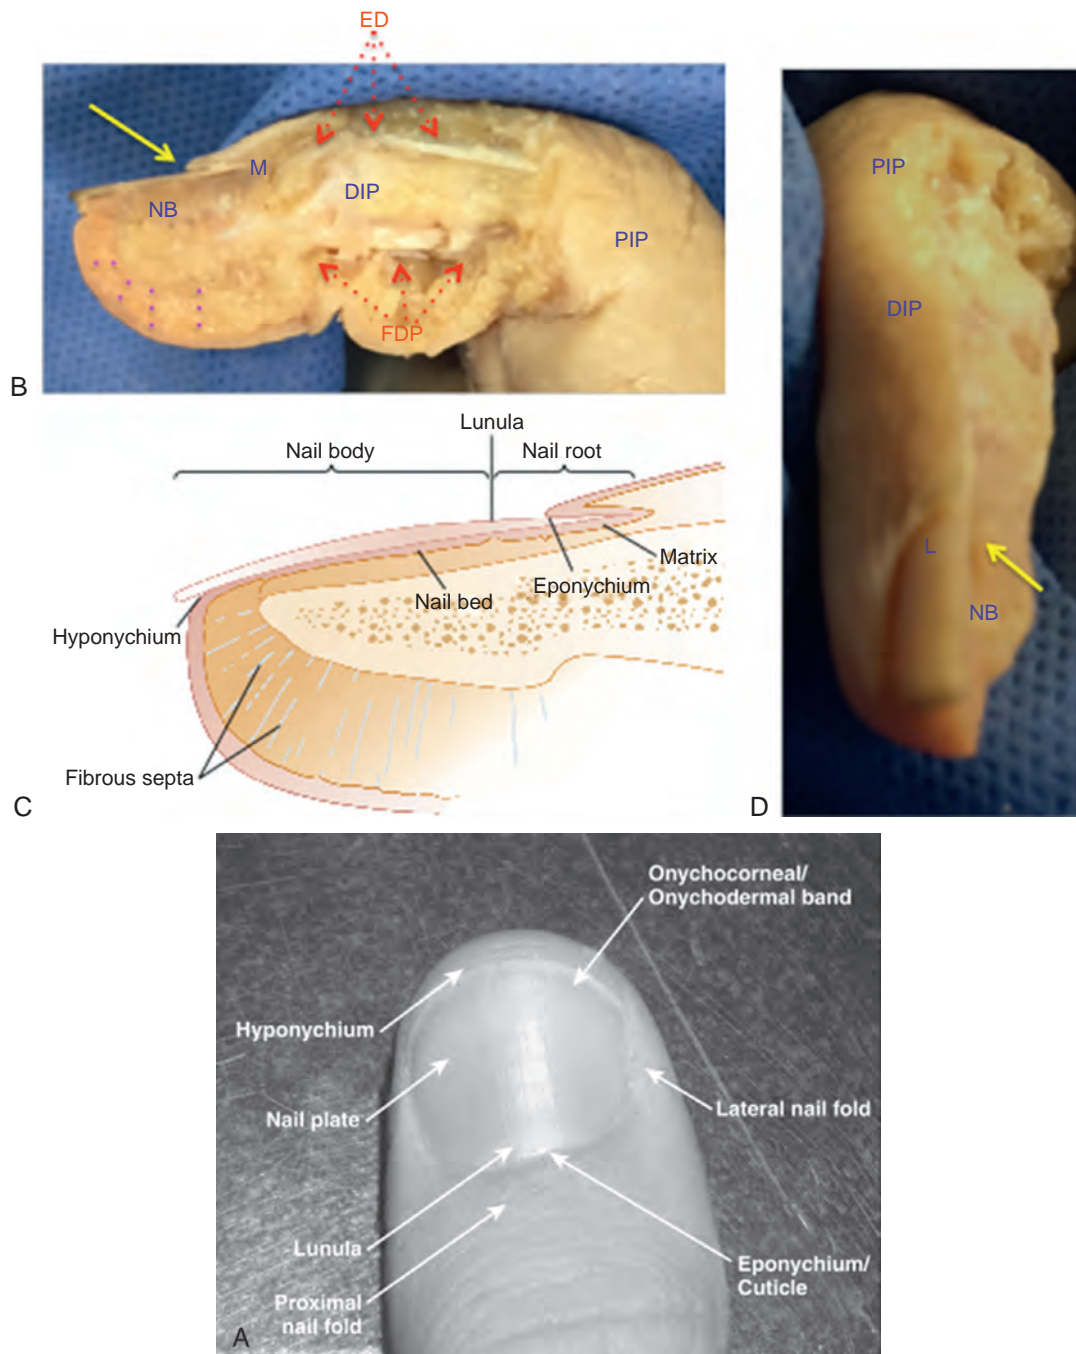 ED
M
NB
DIP
PIP
FDP
B
PIP
DIP
L
NB
D
Lunula
Nail body
Nail root
Matrix
Eponychium
Nail bed
Hyponychium
Fibrous septa
C
Onychocorneal/
Onychodermal band
Hyponychium
Nail plate
Lateral nail fold
Lunula
Eponychium/
Cuticle
Proximal
nail fold
A